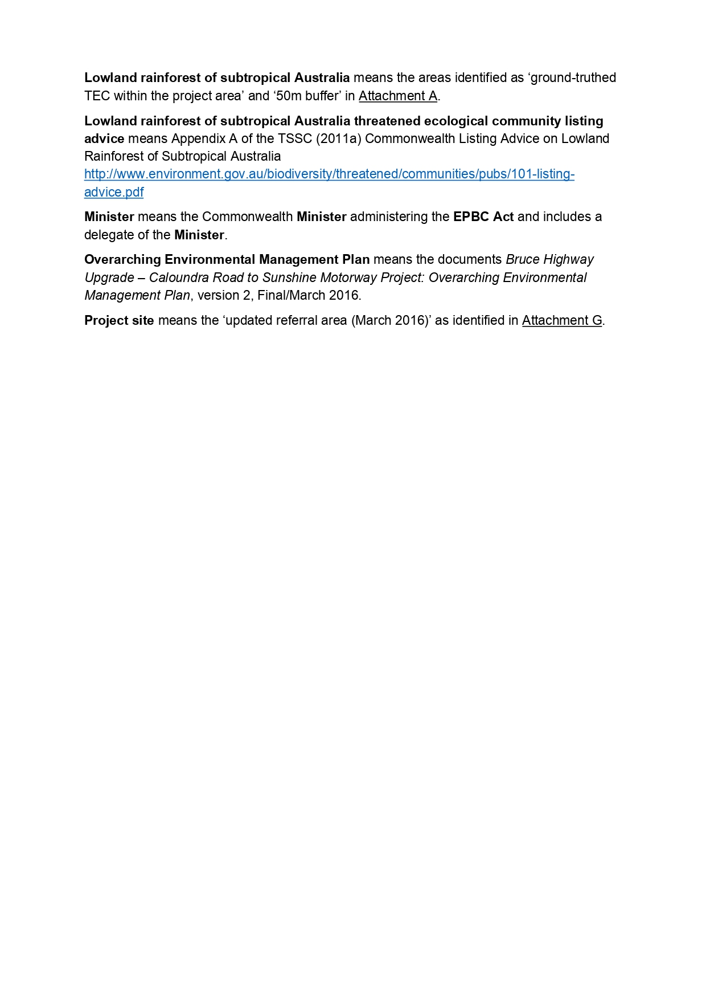 Lowland rainforest of subtropical Australia means the areas identified as ‘ground-truthed
TEC within the project area’ and ‘50m buffer’ in Attachment A.
Lowland rainforest of subtropical Australia threatened ecological community listing
advice means Appendix A of the TSSC (2011a) Commonwealth Listing Advice on Lowland
Rainforest of Subtropical Australia
http://www.environment.gov.au/biodiversity/threatened/communities/pubs/101-listing-
advice.pdf
Minister means the Commonwealth Minister administering the EPBC Act and includes a
delegate of the Minister.
Overarching Environmental Management Plan means the documents Bruce Highway
Upgrade – Caloundra Road to Sunshine Motorway Project: Overarching Environmental
Management Plan, version 2, Final/March 2016.
Project site means the ‘updated referral area (March 2016)’ as identified in Attachment G.